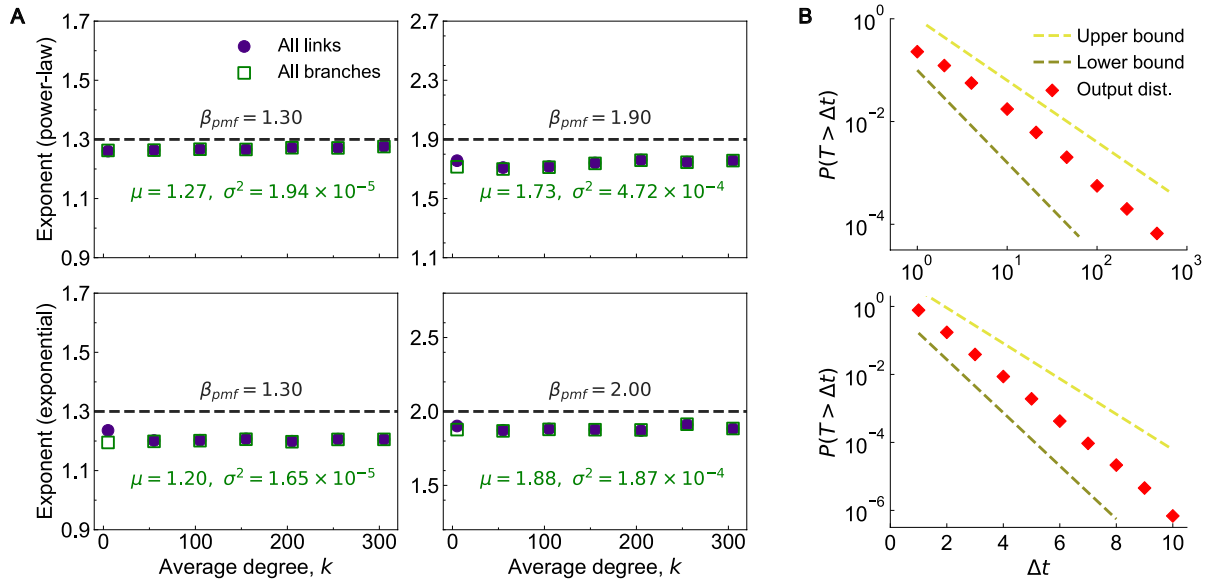 A
B
Exponent (power-law)
1.7
1.5
1.3
1.1
0.9
All links
All branches
β_pmf = 1.30
μ = 1.27, σ² = 1.94 × 10⁻⁵
2.9
2.7
2.3
1.9
1.5
1.1
β_pmf = 1.90
μ = 1.73, σ² = 4.72 × 10⁻⁴
Exponent (exponential)
1.7
1.5
1.3
1.1
0.9
β_pmf = 1.30
μ = 1.20, σ² = 1.65 × 10⁻⁵
0 100 200 300
Average degree, k
2.5
2.0
1.5
β_pmf = 2.00
μ = 1.88, σ² = 1.87 × 10⁻⁴
0 100 200 300
Average degree, k
P(T > Δt)
10⁰
10⁻²
10⁻⁴
Upper bound
Lower bound
Output dist.
10⁰ 10¹ 10² 10³
P(T > Δt)
10⁰
10⁻²
10⁻⁴
10⁻⁶
0 2 4 6 8 10
Δt